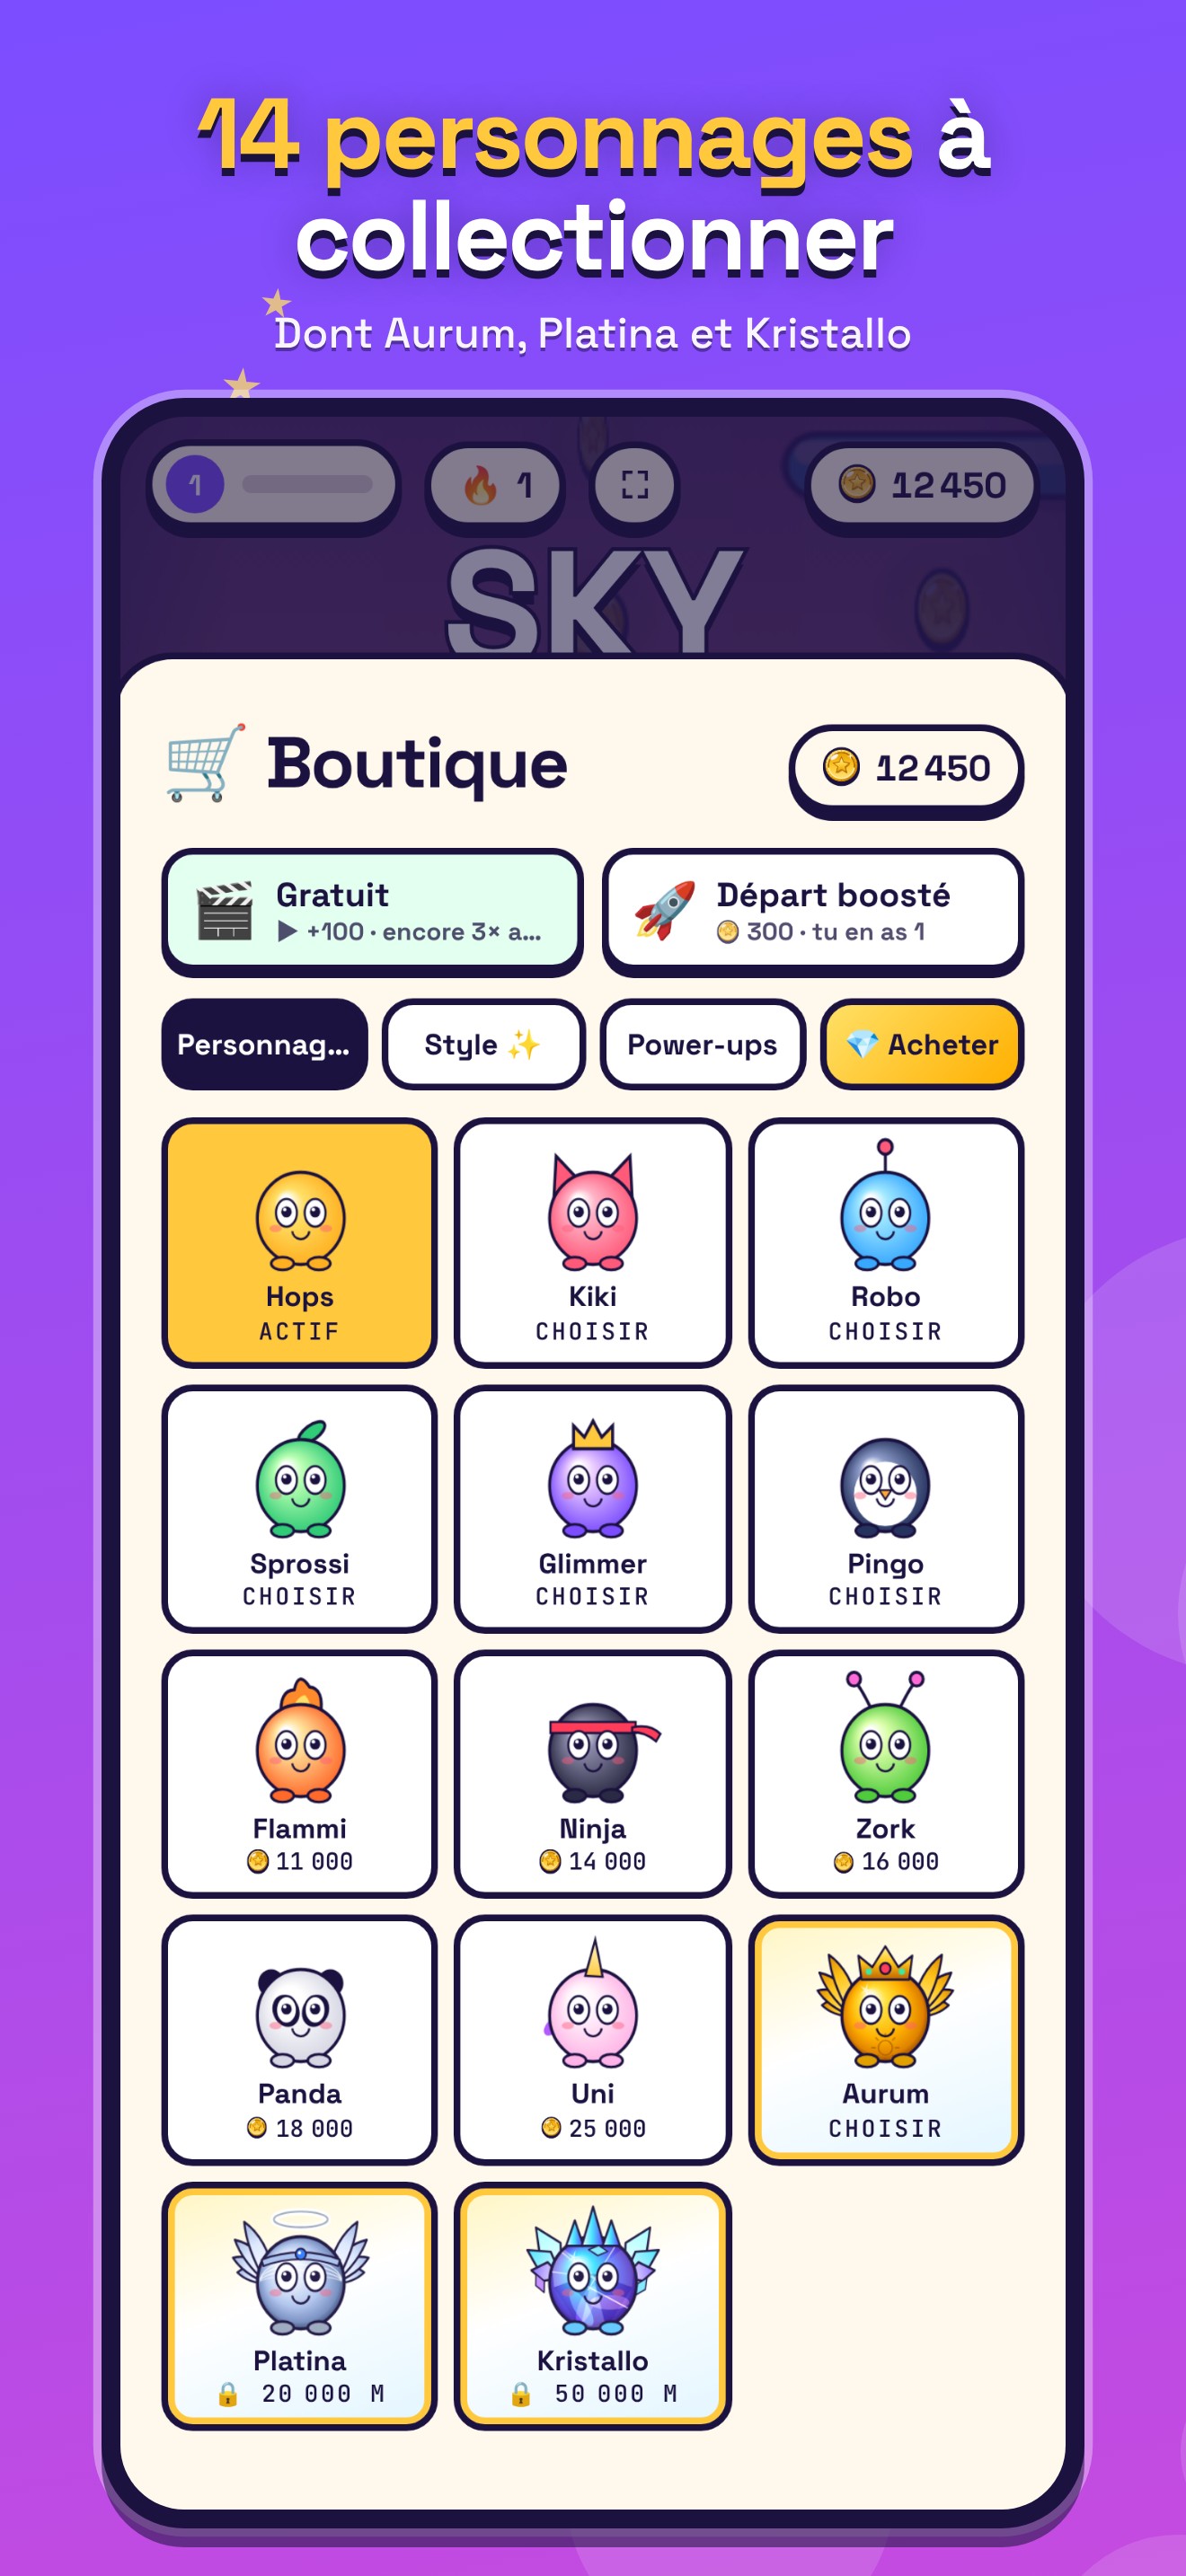 14 personnages à
collectionner
Dont Aurum, Platina et Kristallo
1
🔥 1
12 450
SKY
🛒 Boutique
12 450
Gratuit
▶ +100 · encore 3× a…
Départ boosté
300 · tu en as 1
Personnag…
Style ✨
Power-ups
💎 Acheter
Hops
ACTIF
Kiki
CHOISIR
Robo
CHOISIR
Sprossi
CHOISIR
Glimmer
CHOISIR
Pingo
CHOISIR
Flammi
11 000
Ninja
14 000
Zork
16 000
Panda
18 000
Uni
25 000
Aurum
CHOISIR
Platina
🔒 20 000 M
Kristallo
🔒 50 000 M